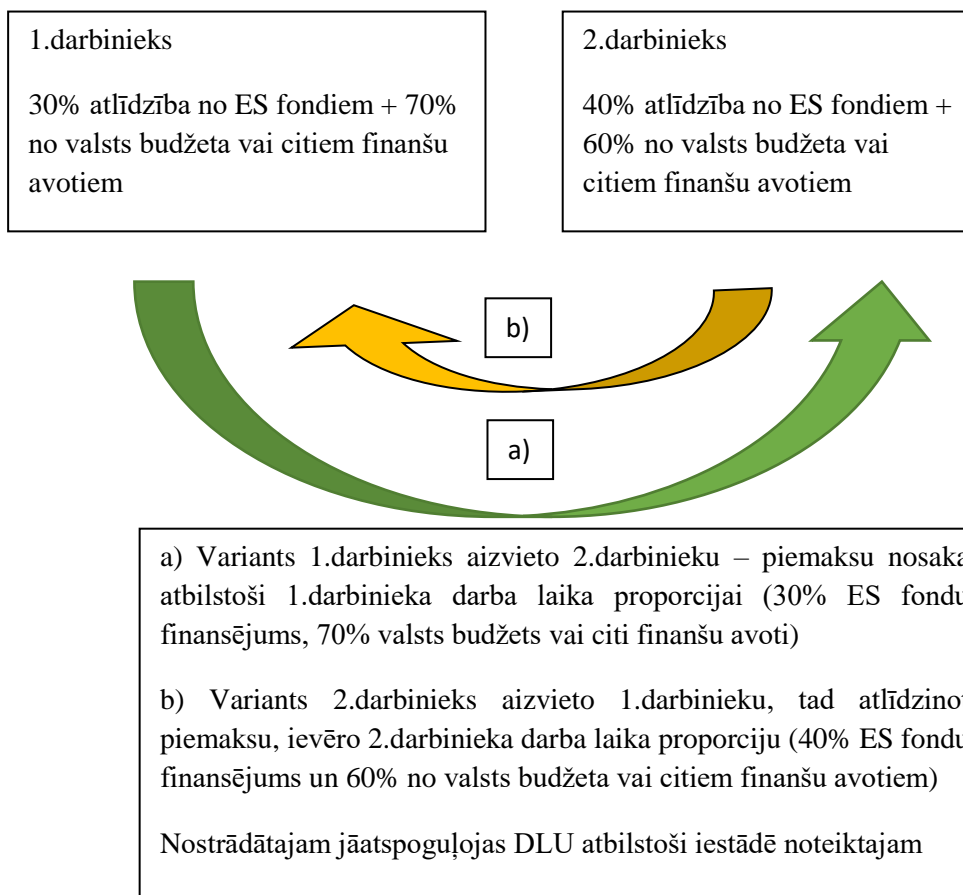 1.darbinieks
30% atlīdzība no ES fondiem + 70%
no valsts budžeta vai citiem finanšu
avotiem
2.darbinieks
40% atlīdzība no ES fondiem +
60% no valsts budžeta vai
citiem finanšu avotiem
b)
a)
a) Variants 1.darbinieks aizvieto 2.darbinieku – piemaksu nosaka
atbilstoši 1.darbinieka darba laika proporcijai (30% ES fondu
finansējums, 70% valsts budžets vai citi finanšu avoti)
b) Variants 2.darbinieks aizvieto 1.darbinieku, tad atlīdzinot
piemaksu, ievēro 2.darbinieka darba laika proporciju (40% ES fondu
finansējums un 60% no valsts budžeta vai citiem finanšu avotiem)
Nostrādātajam jāatspoguļojas DLU atbilstoši iestādē noteiktajam